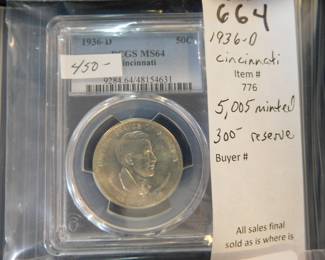 1936-D 50C
PCGS MS64
Cincinnati
9284.64/48154631
450-
664
1936-D
Cincinnati
Item #
776
5,005 minted
300- reserve
Buyer #
All sales final
sold as is where is